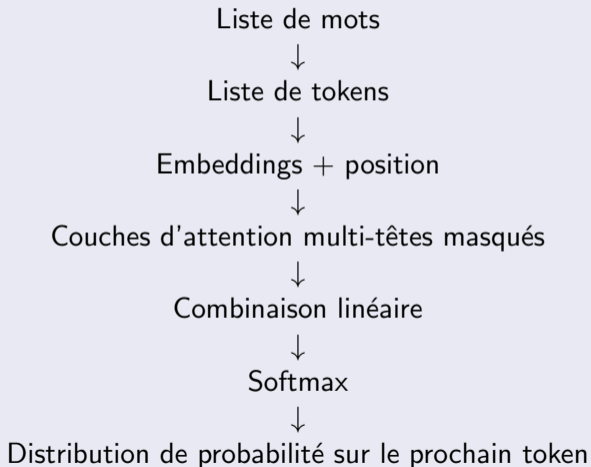 Liste de mots
↓
Liste de tokens
↓
Embeddings + position
↓
Couches d'attention multi-têtes masqués
↓
Combinaison linéaire
↓
Softmax
↓
Distribution de probabilité sur le prochain token